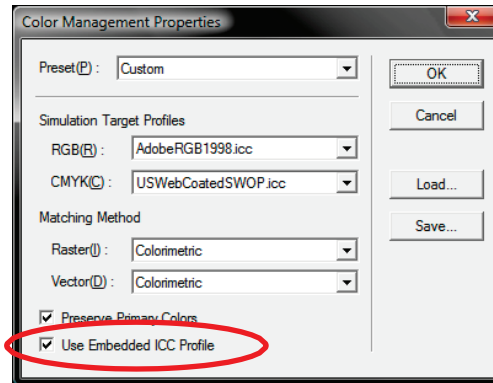 Color Management Properties
Preset(P) : Custom
OK
Cancel
Simulation Target Profiles
RGB(R) : AdobeRGB1998.icc
CMYK(C) : USWebCoatedSWOP.icc
Load...
Save...
Matching Method
Raster(I) : Colorimetric
Vector(D) : Colorimetric
Preserve Primary Colors
Use Embedded ICC Profile